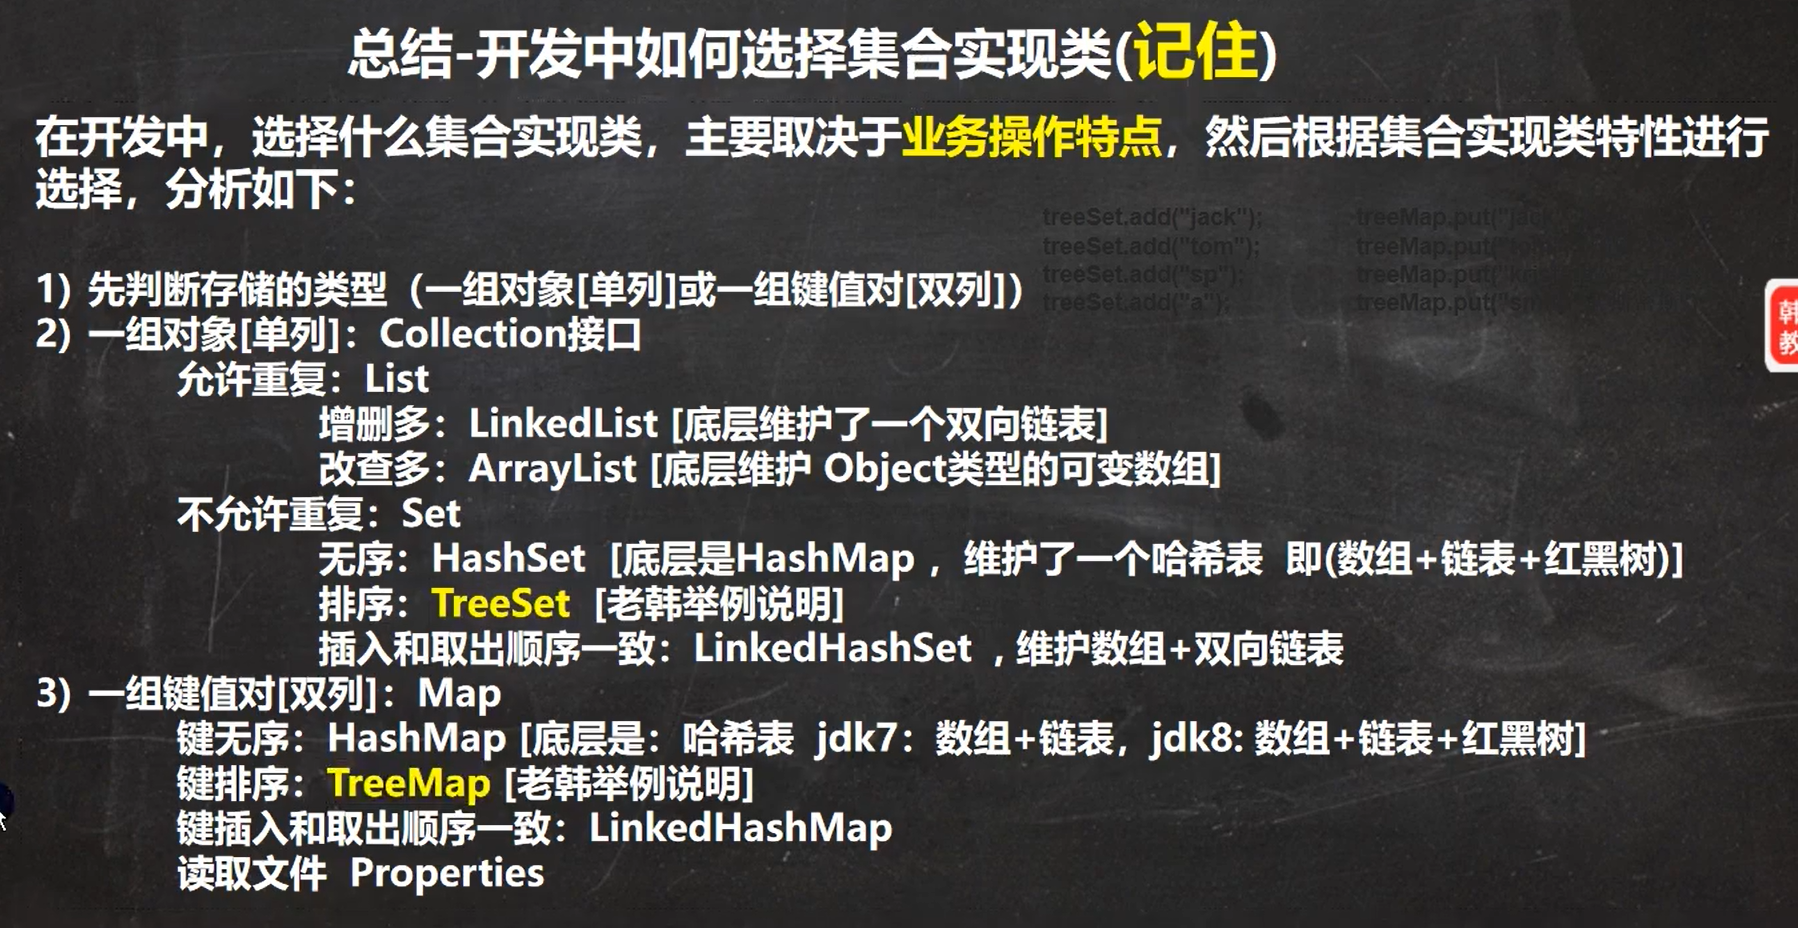 总结-开发中如何选择集合实现类(记住)
在开发中，选择什么集合实现类，主要取决于业务操作特点，然后根据集合实现类特性进行
选择，分析如下：
treeSet.add("jack");
treeSet.add("tom");
treeSet.add("sp");
treeSet.add("a");
treeMap.put("jack
treeMap.put("
treeMap.put("kris
treeMap.put("sm
1）先判断存储的类型（一组对象[单列]或一组键值对[双列]）
2）一组对象[单列]：Collection接口
允许重复：List
增删多：LinkedList [底层维护了一个双向链表]
改查多：ArrayList [底层维护 Object类型的可变数组]
不允许重复：Set
无序：HashSet [底层是HashMap ，维护了一个哈希表 即(数组+链表+红黑树)]
排序：TreeSet [老韩举例说明]
插入和取出顺序一致：LinkedHashSet ，维护数组+双向链表
3）一组键值对[双列]：Map
键无序：HashMap [底层是：哈希表 jdk7：数组+链表，jdk8: 数组+链表+红黑树]
键排序：TreeMap [老韩举例说明]
键插入和取出顺序一致：LinkedHashMap
读取文件 Properties
韩
教